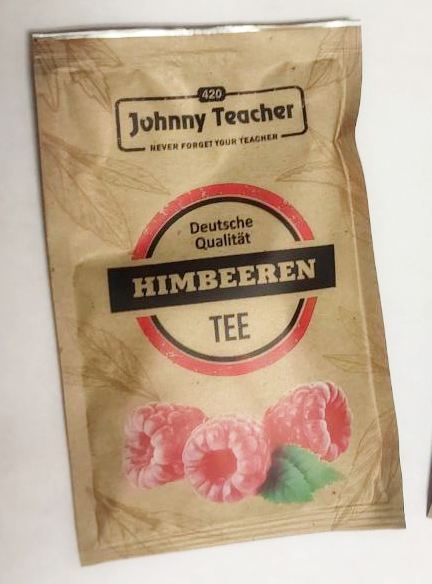 420
Johnny Teacher
NEVER FORGET YOUR TEACHER
Deutsche
Qualität
HIMBEEREN
TEE